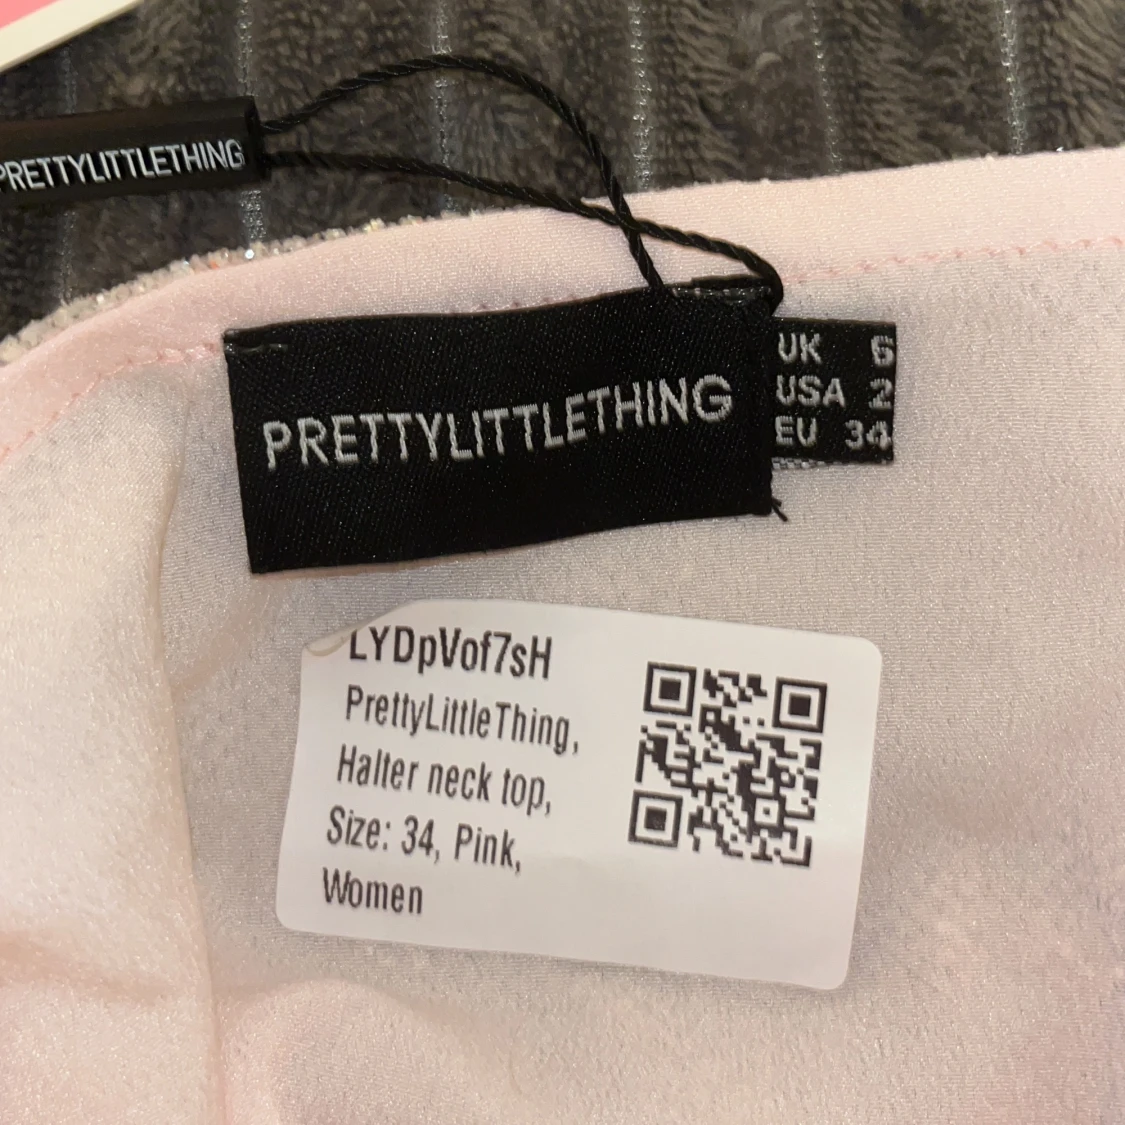 PRETTYLITTLETHING
PRETTYLITTLETHING
UK 6
USA 2
EU 34
LYDpVof7sH
PrettyLittleThing,
Halter neck top,
Size: 34, Pink,
Women